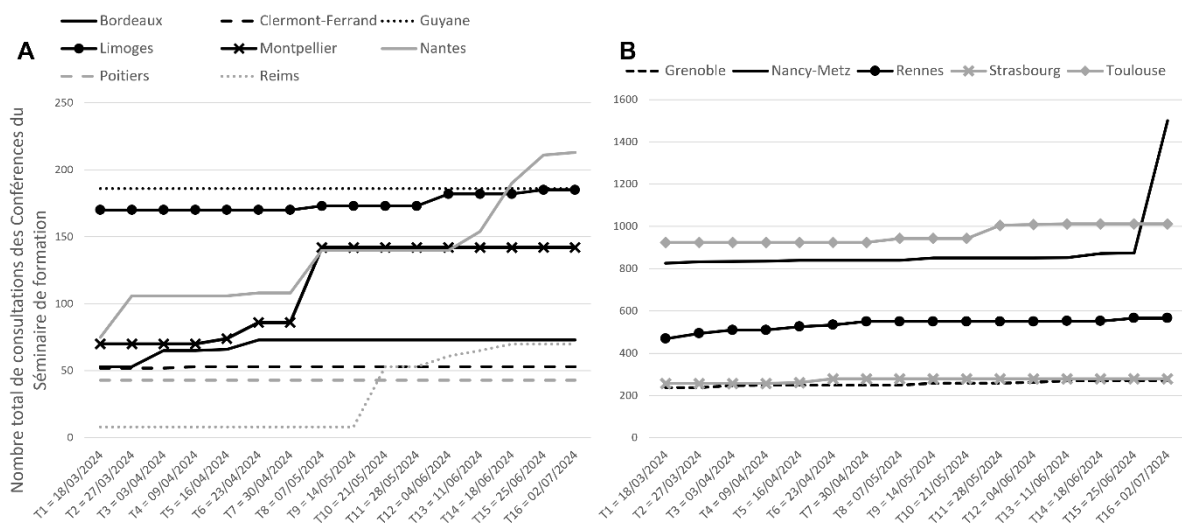 A
Bordeaux Clermont-Ferrand Guyane
Limoges Montpellier Nantes
Poitiers Reims
Nombre total de consultations des Conférences du
Séminaire de formation
250
200
150
100
50
0
T1 = 18/03/2024
T2 = 27/03/2024
T3 = 03/04/2024
T4 = 09/04/2024
T5 = 16/04/2024
T6 = 23/04/2024
T7 = 30/04/2024
T8 = 07/05/2024
T9 = 14/05/2024
T10 = 21/05/2024
T11 = 28/05/2024
T12 = 04/06/2024
T13 = 11/06/2024
T14 = 18/06/2024
T15 = 25/06/2024
T16 = 02/07/2024
B
Grenoble Nancy-Metz Rennes Strasbourg Toulouse
1600
1400
1200
1000
800
600
400
200
0
T1 = 18/03/2024
T2 = 27/03/2024
T3 = 03/04/2024
T4 = 09/04/2024
T5 = 16/04/2024
T6 = 23/04/2024
T7 = 30/04/2024
T8 = 07/05/2024
T9 = 14/05/2024
T10 = 21/05/2024
T11 = 28/05/2024
T12 = 04/06/2024
T13 = 11/06/2024
T14 = 18/06/2024
T15 = 25/06/2024
T16 = 02/07/2024